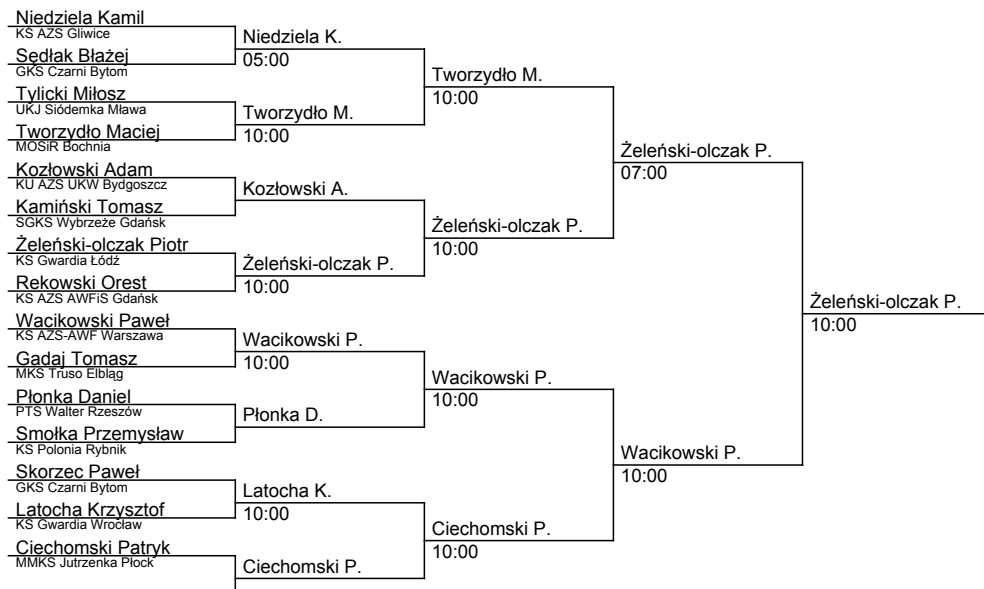 Niedziela Kamil
KS AZS Gliwice
Sędłak Błażej
GKS Czarni Bytom
Tylicki Miłosz
UKJ Siódemka Mława
Tworzydło Maciej
MOSiR Bochnia
Kozłowski Adam
KU AZS UKW Bydgoszcz
Kamiński Tomasz
SGKS Wybrzeże Gdańsk
Żeleński-olczak Piotr
KS Gwardia Łódź
Rekowski Orest
KS AZS AWFiS Gdańsk
Wacikowski Paweł
KS AZS-AWF Warszawa
Gadaj Tomasz
MKS Truso Elbląg
Płonka Daniel
PTS Walter Rzeszów
Smołka Przemysław
KS Polonia Rybnik
Skorzec Paweł
GKS Czarni Bytom
Latocha Krzysztof
KS Gwardia Wrocław
Ciechomski Patryk
MMKS Jutrzenka Płock
Niedziela K.
05:00
Tworzydło M.
10:00
Kozłowski A.
Żeleński-olczak P.
10:00
Wacikowski P.
10:00
Płonka D.
Latocha K.
10:00
Ciechomski P.
Tworzydło M.
10:00
Żeleński-olczak P.
10:00
Wacikowski P.
10:00
Ciechomski P.
10:00
Żeleński-olczak P.
07:00
Wacikowski P.
10:00
Żeleński-olczak P.
10:00